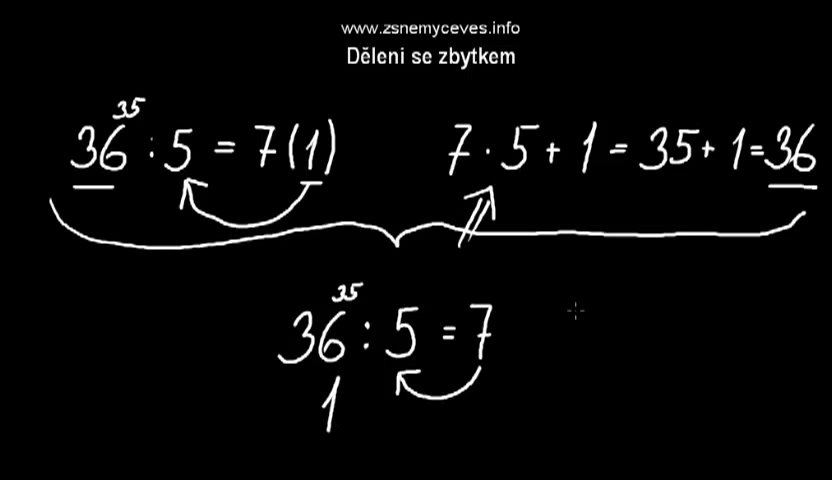 www.zsnemyceves.info
Děleni se zbytkem
35
36 : 5 = 7 (1) 7 · 5 + 1 = 35 + 1 = 36
35
36 : 5 = 7
1